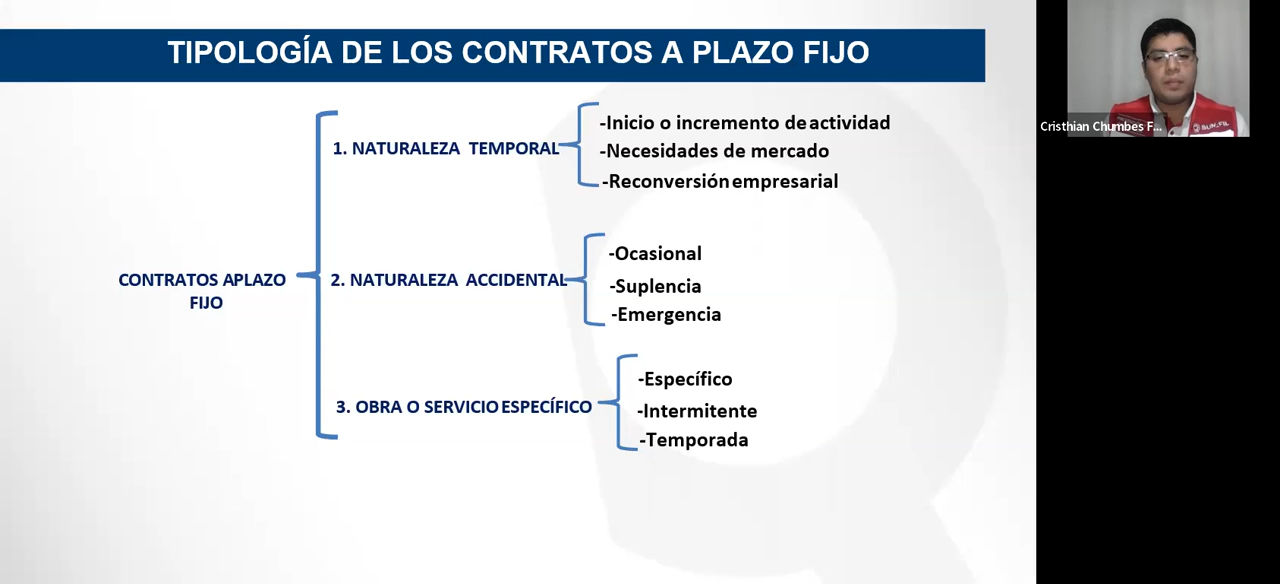 TIPOLOGÍA DE LOS CONTRATOS A PLAZO FIJO
CONTRATOS APLAZO
FIJO
1. NATURALEZA TEMPORAL
-Inicio o incremento de actividad
-Necesidades de mercado
-Reconversión empresarial
2. NATURALEZA ACCIDENTAL
-Ocasional
-Suplencia
-Emergencia
3. OBRA O SERVICIO ESPECÍFICO
-Específico
-Intermitente
-Temporada
Cristhian Chumbes F...
SUNAFIL